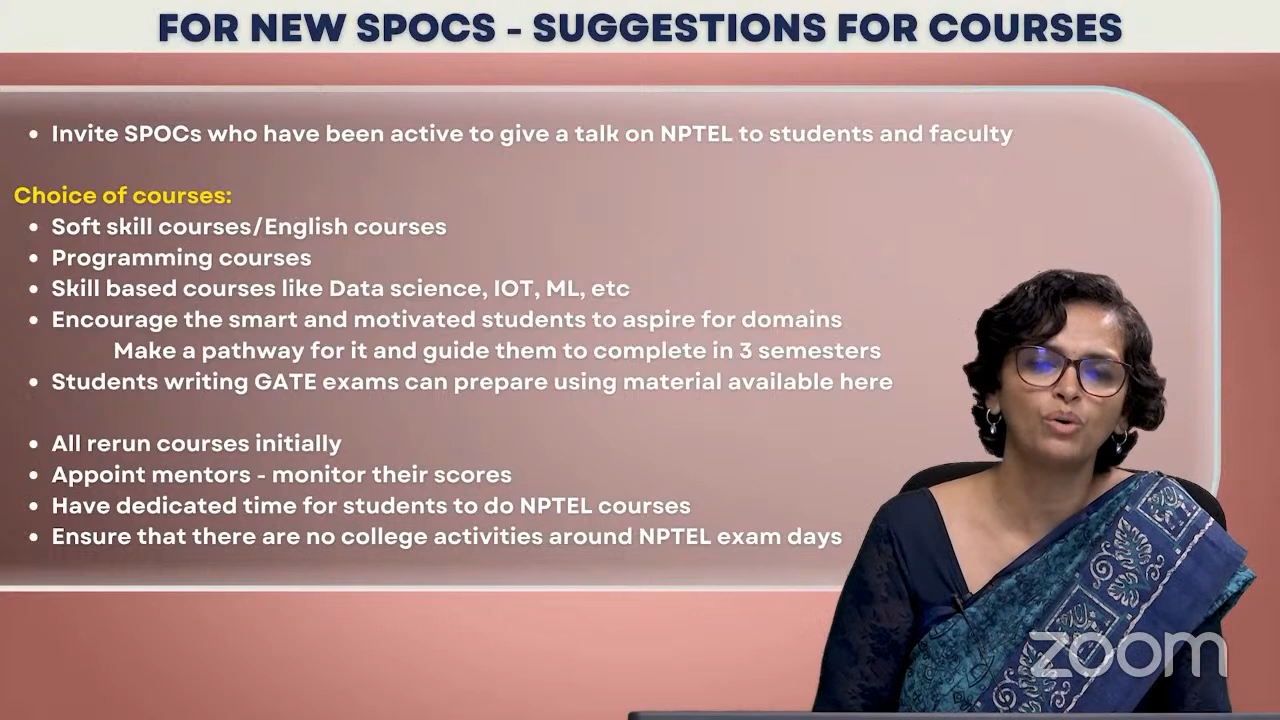 FOR NEW SPOCS - SUGGESTIONS FOR COURSES
• Invite SPOCs who have been active to give a talk on NPTEL to students and faculty
Choice of courses:
• Soft skill courses/English courses
• Programming courses
• Skill based courses like Data science, IOT, ML, etc
• Encourage the smart and motivated students to aspire for domains
Make a pathway for it and guide them to complete in 3 semesters
• Students writing GATE exams can prepare using material available here
• All rerun courses initially
• Appoint mentors - monitor their scores
• Have dedicated time for students to do NPTEL courses
• Ensure that there are no college activities around NPTEL exam days
zoom